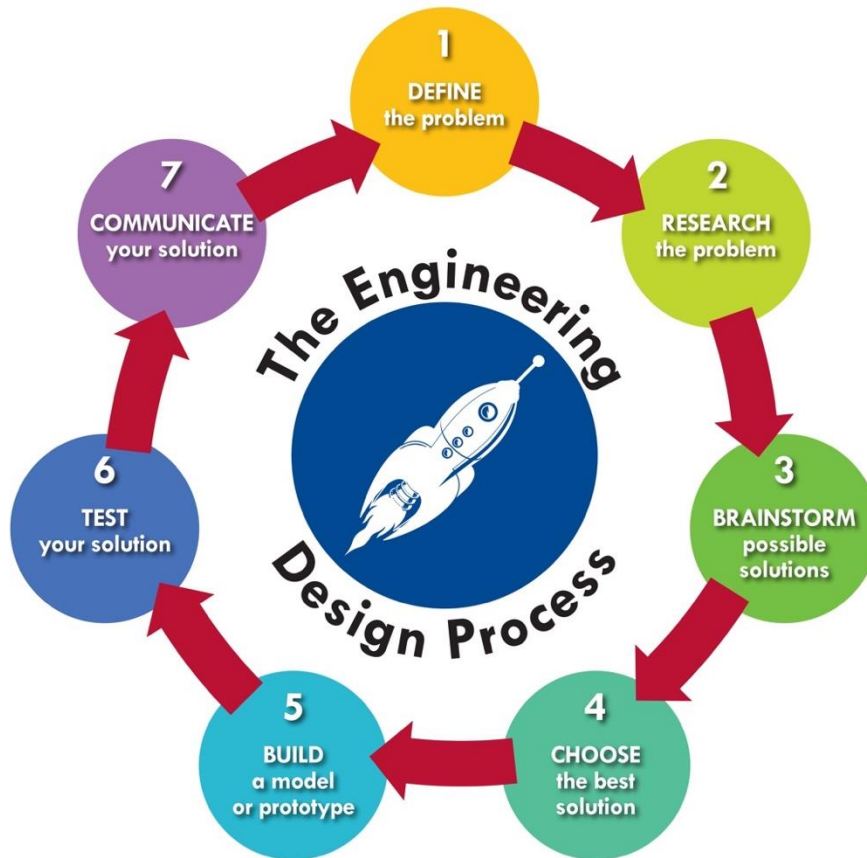 The Engineering
Design Process
1
DEFINE
the problem
2
RESEARCH
the problem
3
BRAINSTORM
possible
solutions
4
CHOOSE
the best
solution
5
BUILD
a model
or prototype
6
TEST
your solution
7
COMMUNICATE
your solution